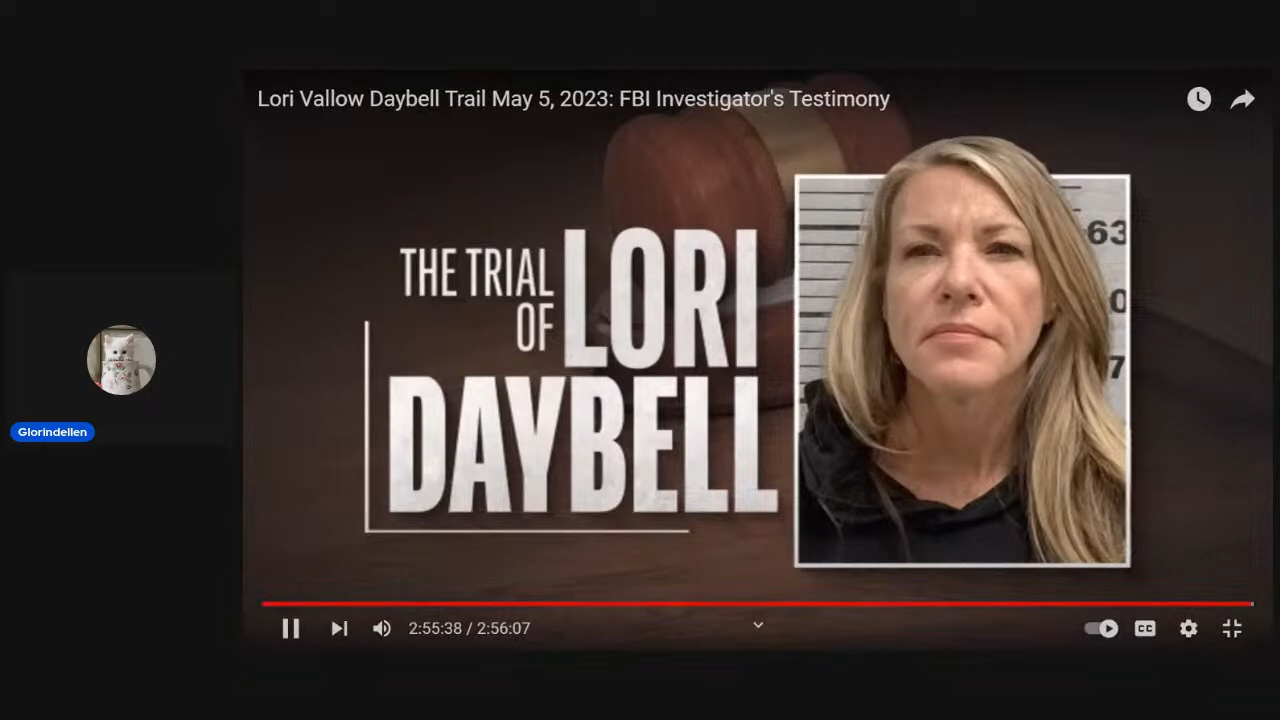 Lori Vallow Daybell Trail May 5, 2023: FBI Investigator's Testimony
THE TRIAL
OF
LORI
DAYBELL
63
0
7
Glorindellen
2:55:38 / 2:56:07
CC